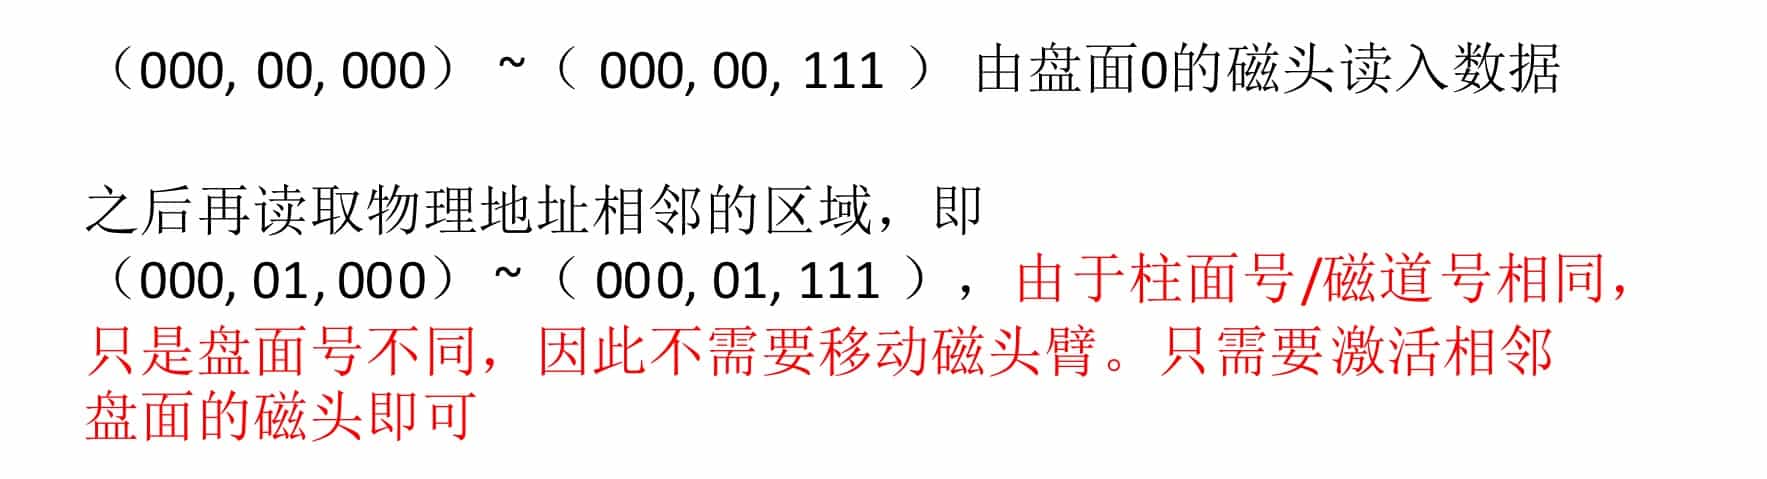 （000, 00, 000） ~（ 000, 00, 111 ） 由盘面0的磁头读入数据
之后再读取物理地址相邻的区域，即
（000, 01, 000） ~（ 000, 01, 111 ），由于柱面号/磁道号相同，
只是盘面号不同，因此不需要移动磁头臂。只需要激活相邻
盘面的磁头即可